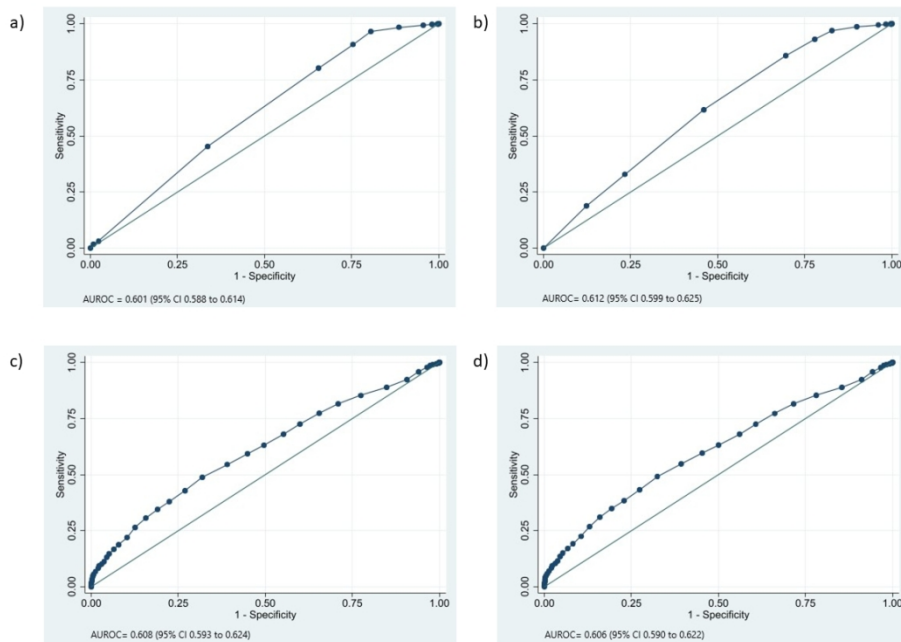 a)
Sensitivity
0.00 0.25 0.50 0.75 1.00
0.00 0.25 0.50 0.75 1.00
1 - Specificity
AUROC = 0.601 (95% CI 0.588 to 0.614)
b)
Sensitivity
0.00 0.25 0.50 0.75 1.00
0.00 0.25 0.50 0.75 1.00
1 - Specificity
AUROC= 0.612 (95% CI 0.599 to 0.625)
c)
Sensitivity
0.00 0.25 0.50 0.75 1.00
0.00 0.25 0.50 0.75 1.00
1 - Specificity
AUROC= 0.608 (95% CI 0.593 to 0.624)
d)
Sensitivity
0.00 0.25 0.50 0.75 1.00
0.00 0.25 0.50 0.75 1.00
1 - Specificity
AUROC= 0.606 (95% CI 0.590 to 0.622)